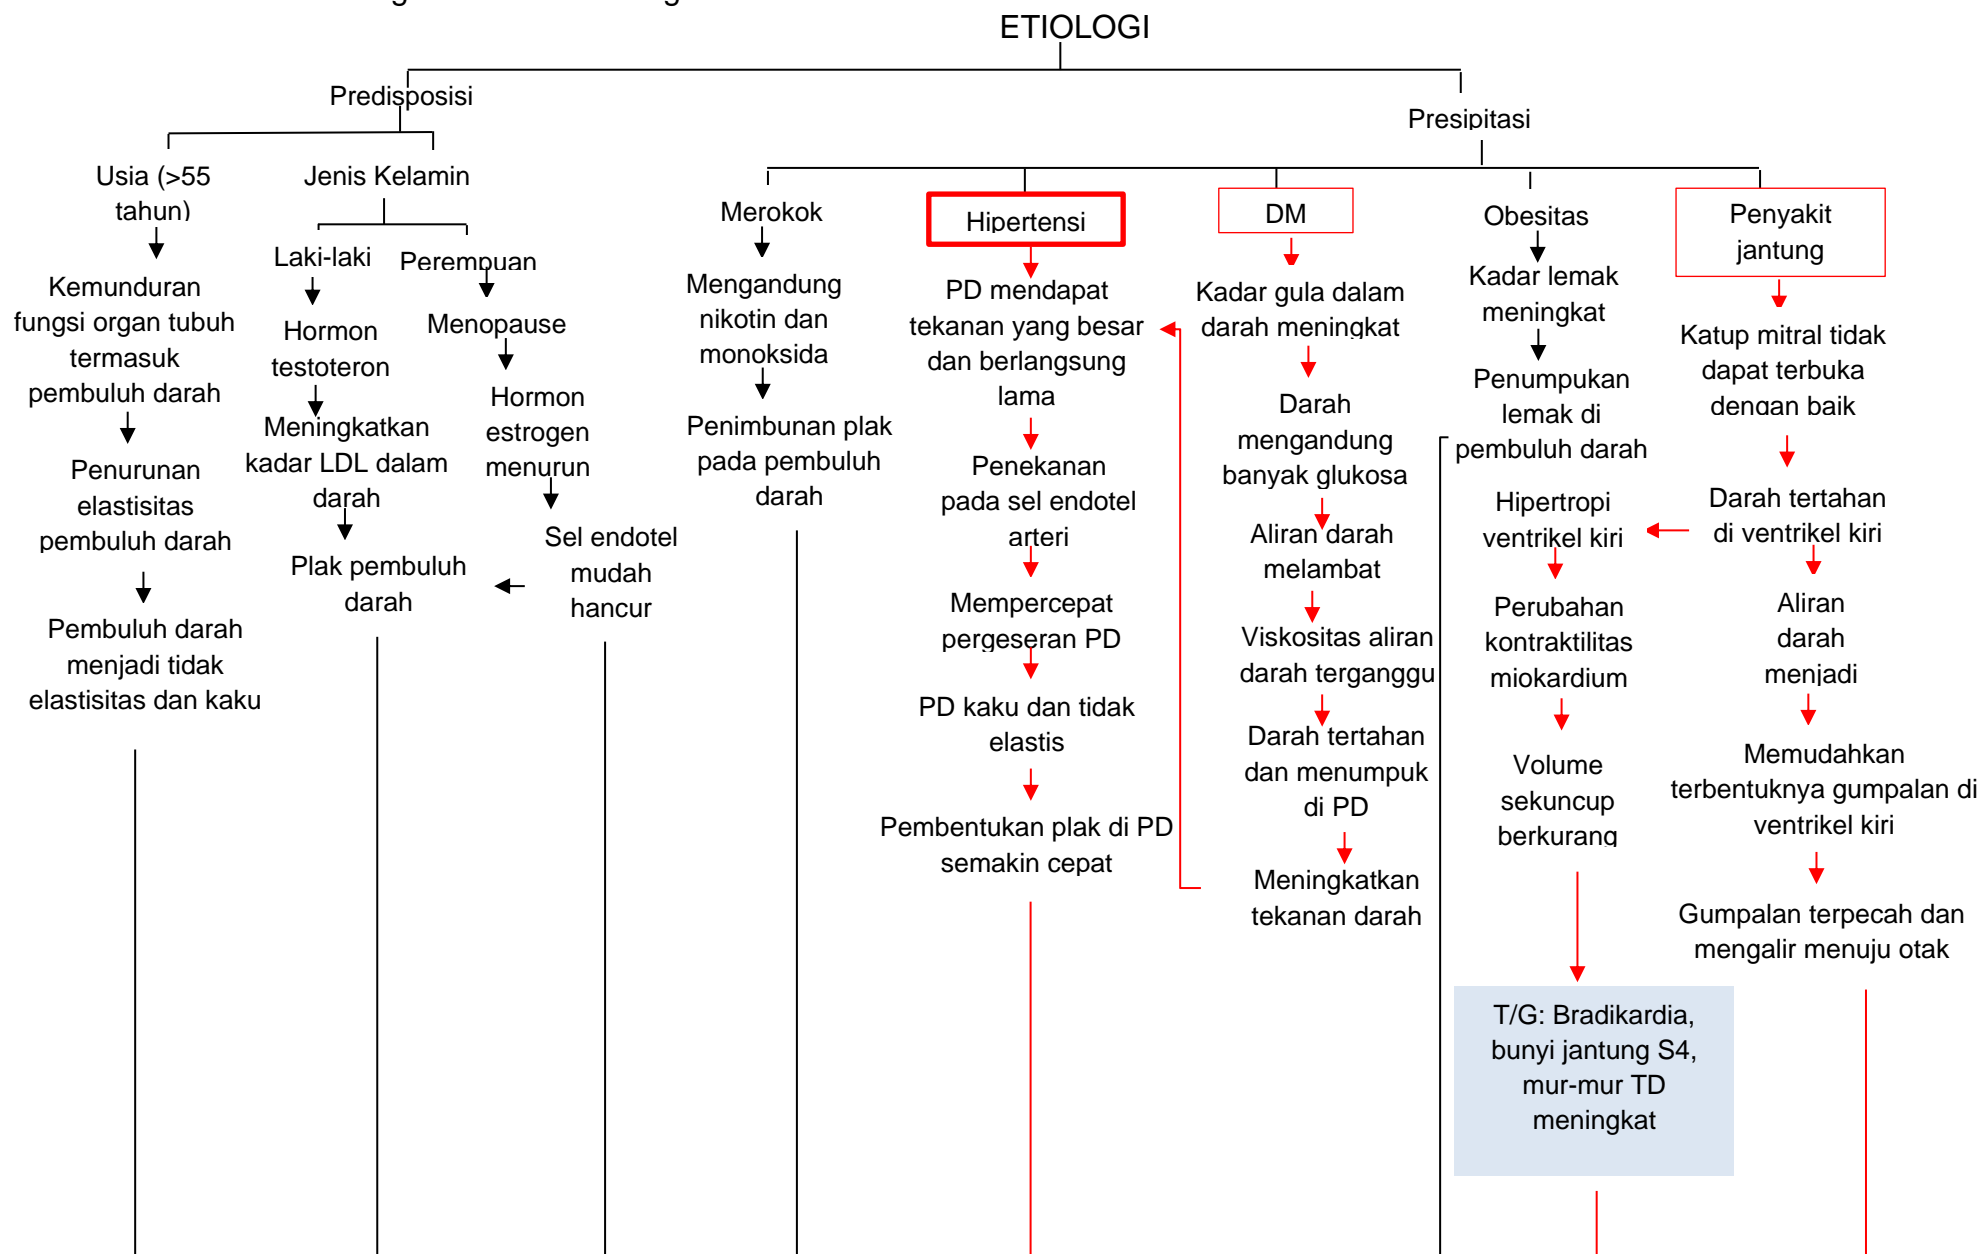 ETIOLOGI
Predisposisi
Presipitasi
Usia (>55
tahun)
Kemunduran
fungsi organ tubuh
termasuk
pembuluh darah
Penurunan
elastisitas
pembuluh darah
Pembuluh darah
menjadi tidak
elastisitas dan kaku
Jenis Kelamin
Laki-laki
Hormon
testoteron
Meningkatkan
kadar LDL dalam
darah
Plak pembuluh
darah
Perempuan
Menopause
Hormon
estrogen
menurun
Sel endotel
mudah
hancur
Merokok
Mengandung
nikotin dan
monoksida
Penimbunan plak
pada pembuluh
darah
Hipertensi
PD mendapat
tekanan yang besar
dan berlangsung
lama
Penekanan
pada sel endotel
arteri
Mempercepat
pergeseran PD
PD kaku dan tidak
elastis
Pembentukan plak di PD
semakin cepat
DM
Kadar gula dalam
darah meningkat
Darah
mengandung
banyak glukosa
Aliran darah
melambat
Viskositas aliran
darah terganggu
Darah tertahan
dan menumpuk
di PD
Meningkatkan
tekanan darah
Obesitas
Kadar lemak
meningkat
Penumpukan
lemak di
pembuluh darah
Hipertropi
ventrikel kiri
Perubahan
kontraktilitas
miokardium
Volume
sekuncup
berkurang
T/G: Bradikardia,
bunyi jantung S4,
mur-mur TD
meningkat
Penyakit
jantung
Katup mitral tidak
dapat terbuka
dengan baik
Darah tertahan
di ventrikel kiri
Aliran
darah
menjadi
Memudahkan
terbentuknya gumpalan di
ventrikel kiri
Gumpalan terpecah dan
mengalir menuju otak